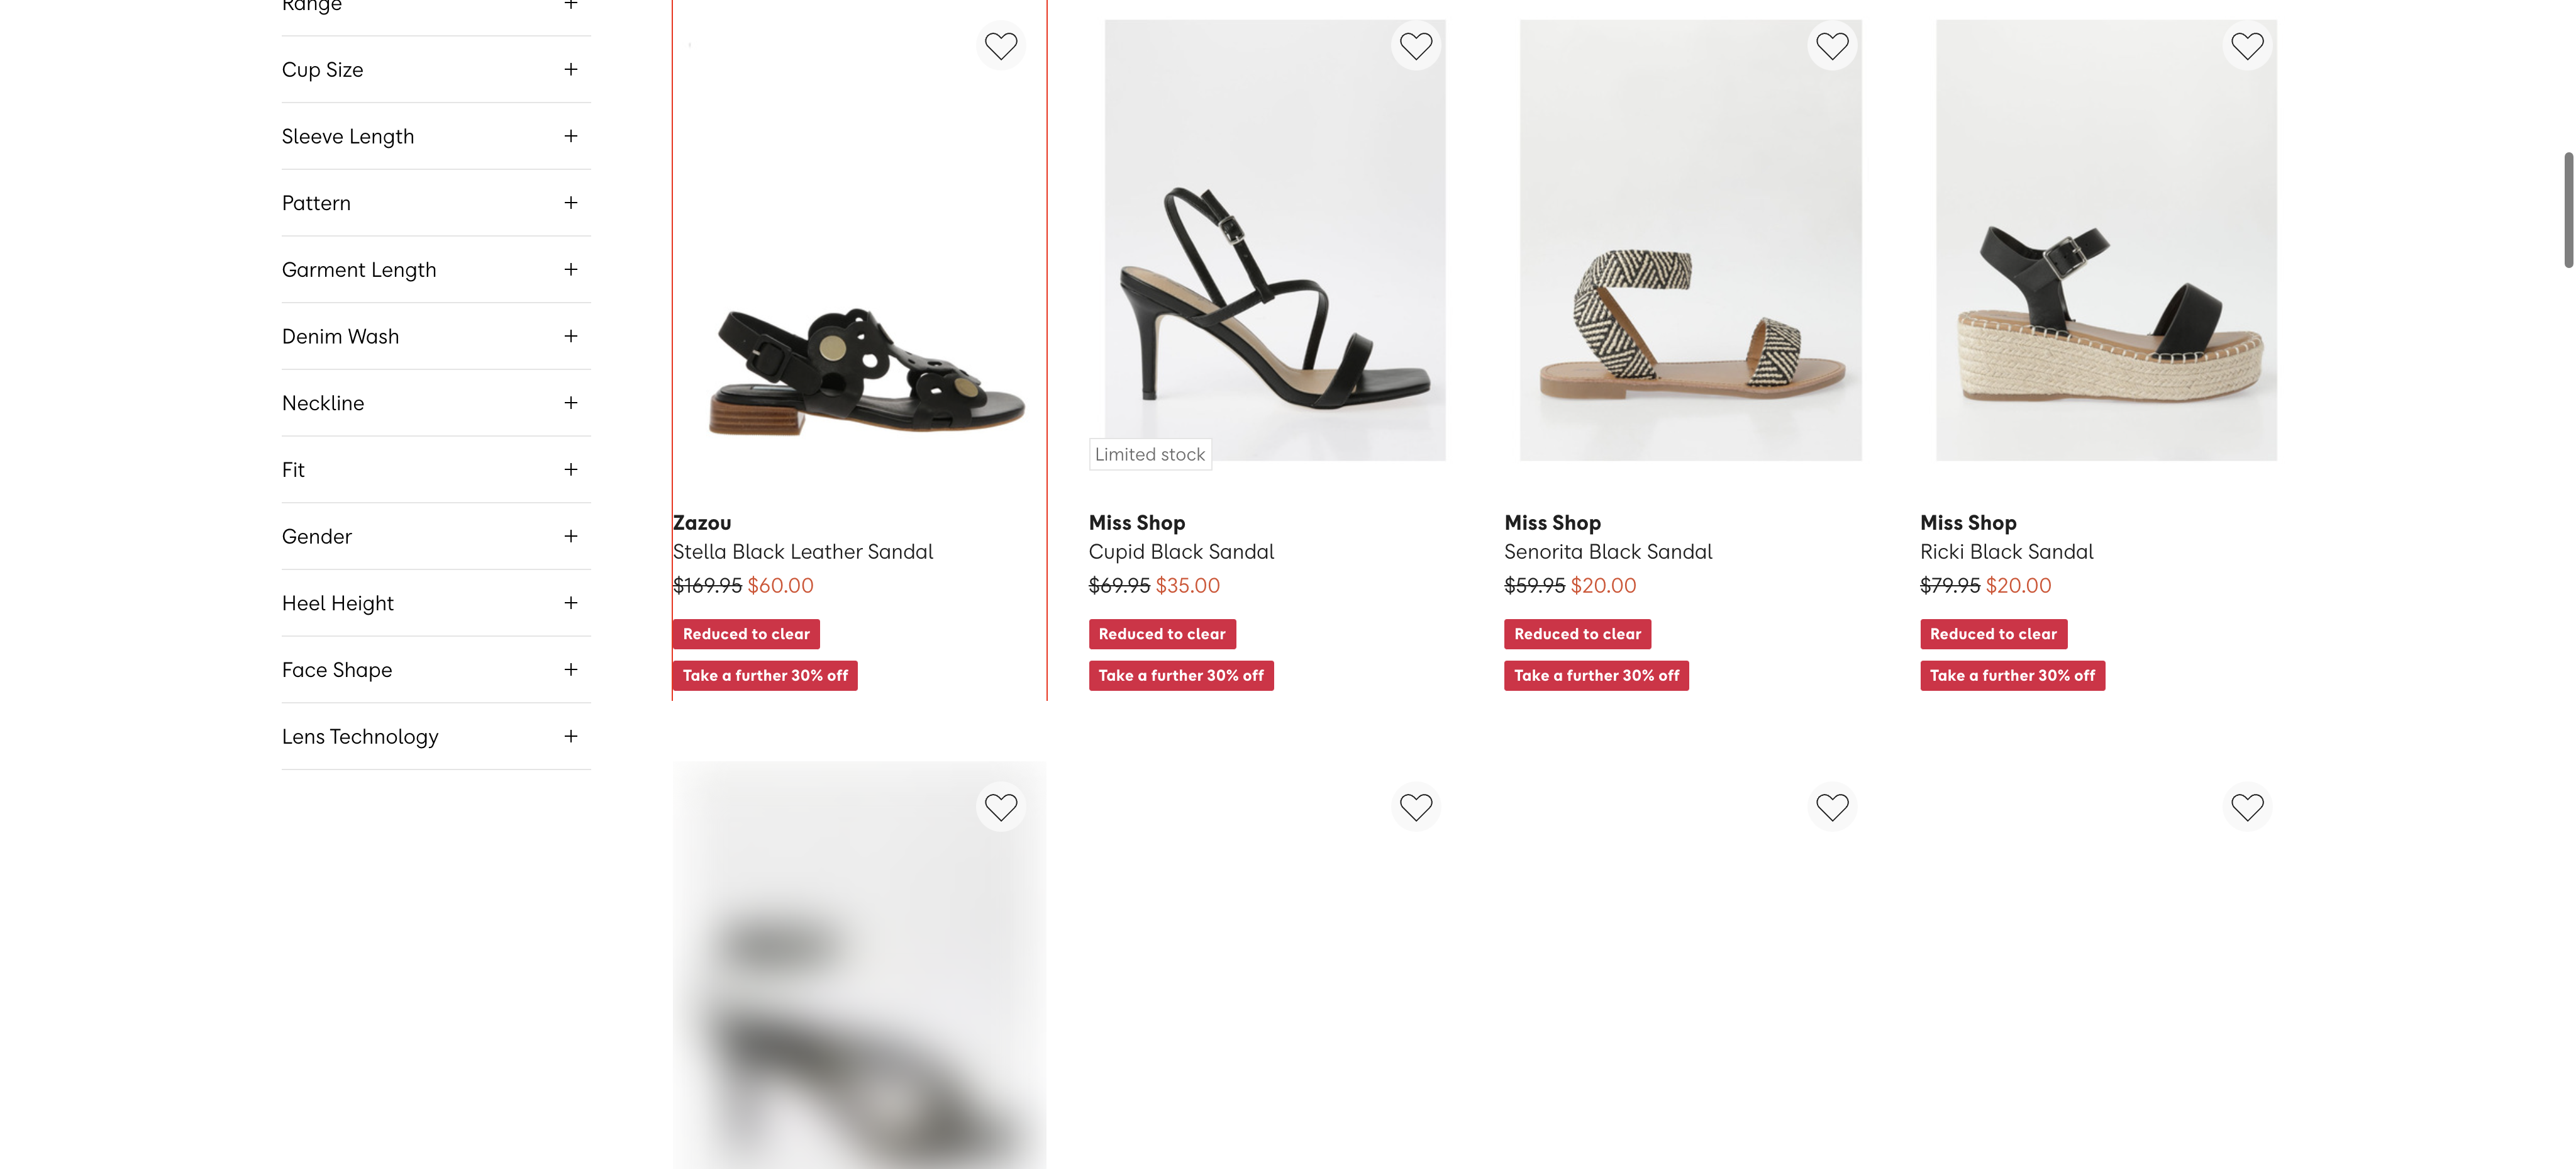 Range
Cup Size
Sleeve Length
Pattern
Garment Length
Denim Wash
Neckline
Fit
Gender
Heel Height
Face Shape
Lens Technology
Zazou
Stella Black Leather Sandal
$169.95 $60.00
Reduced to clear
Take a further 30% off
Limited stock
Miss Shop
Cupid Black Sandal
$69.95 $35.00
Reduced to clear
Take a further 30% off
Miss Shop
Senorita Black Sandal
$59.95 $20.00
Reduced to clear
Take a further 30% off
Miss Shop
Ricki Black Sandal
$79.95 $20.00
Reduced to clear
Take a further 30% off